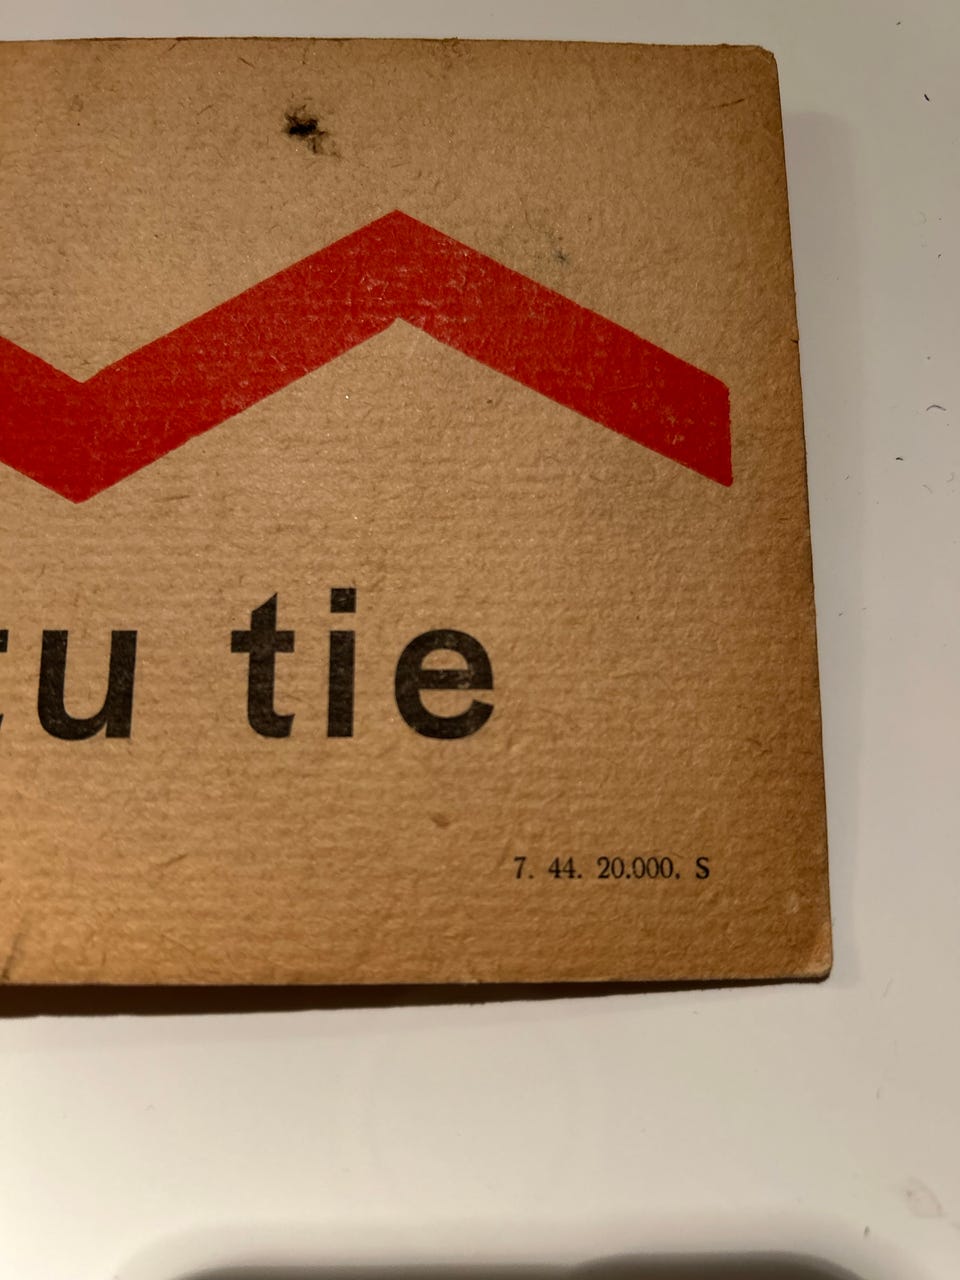 tu tie
7. 44. 20.000. S